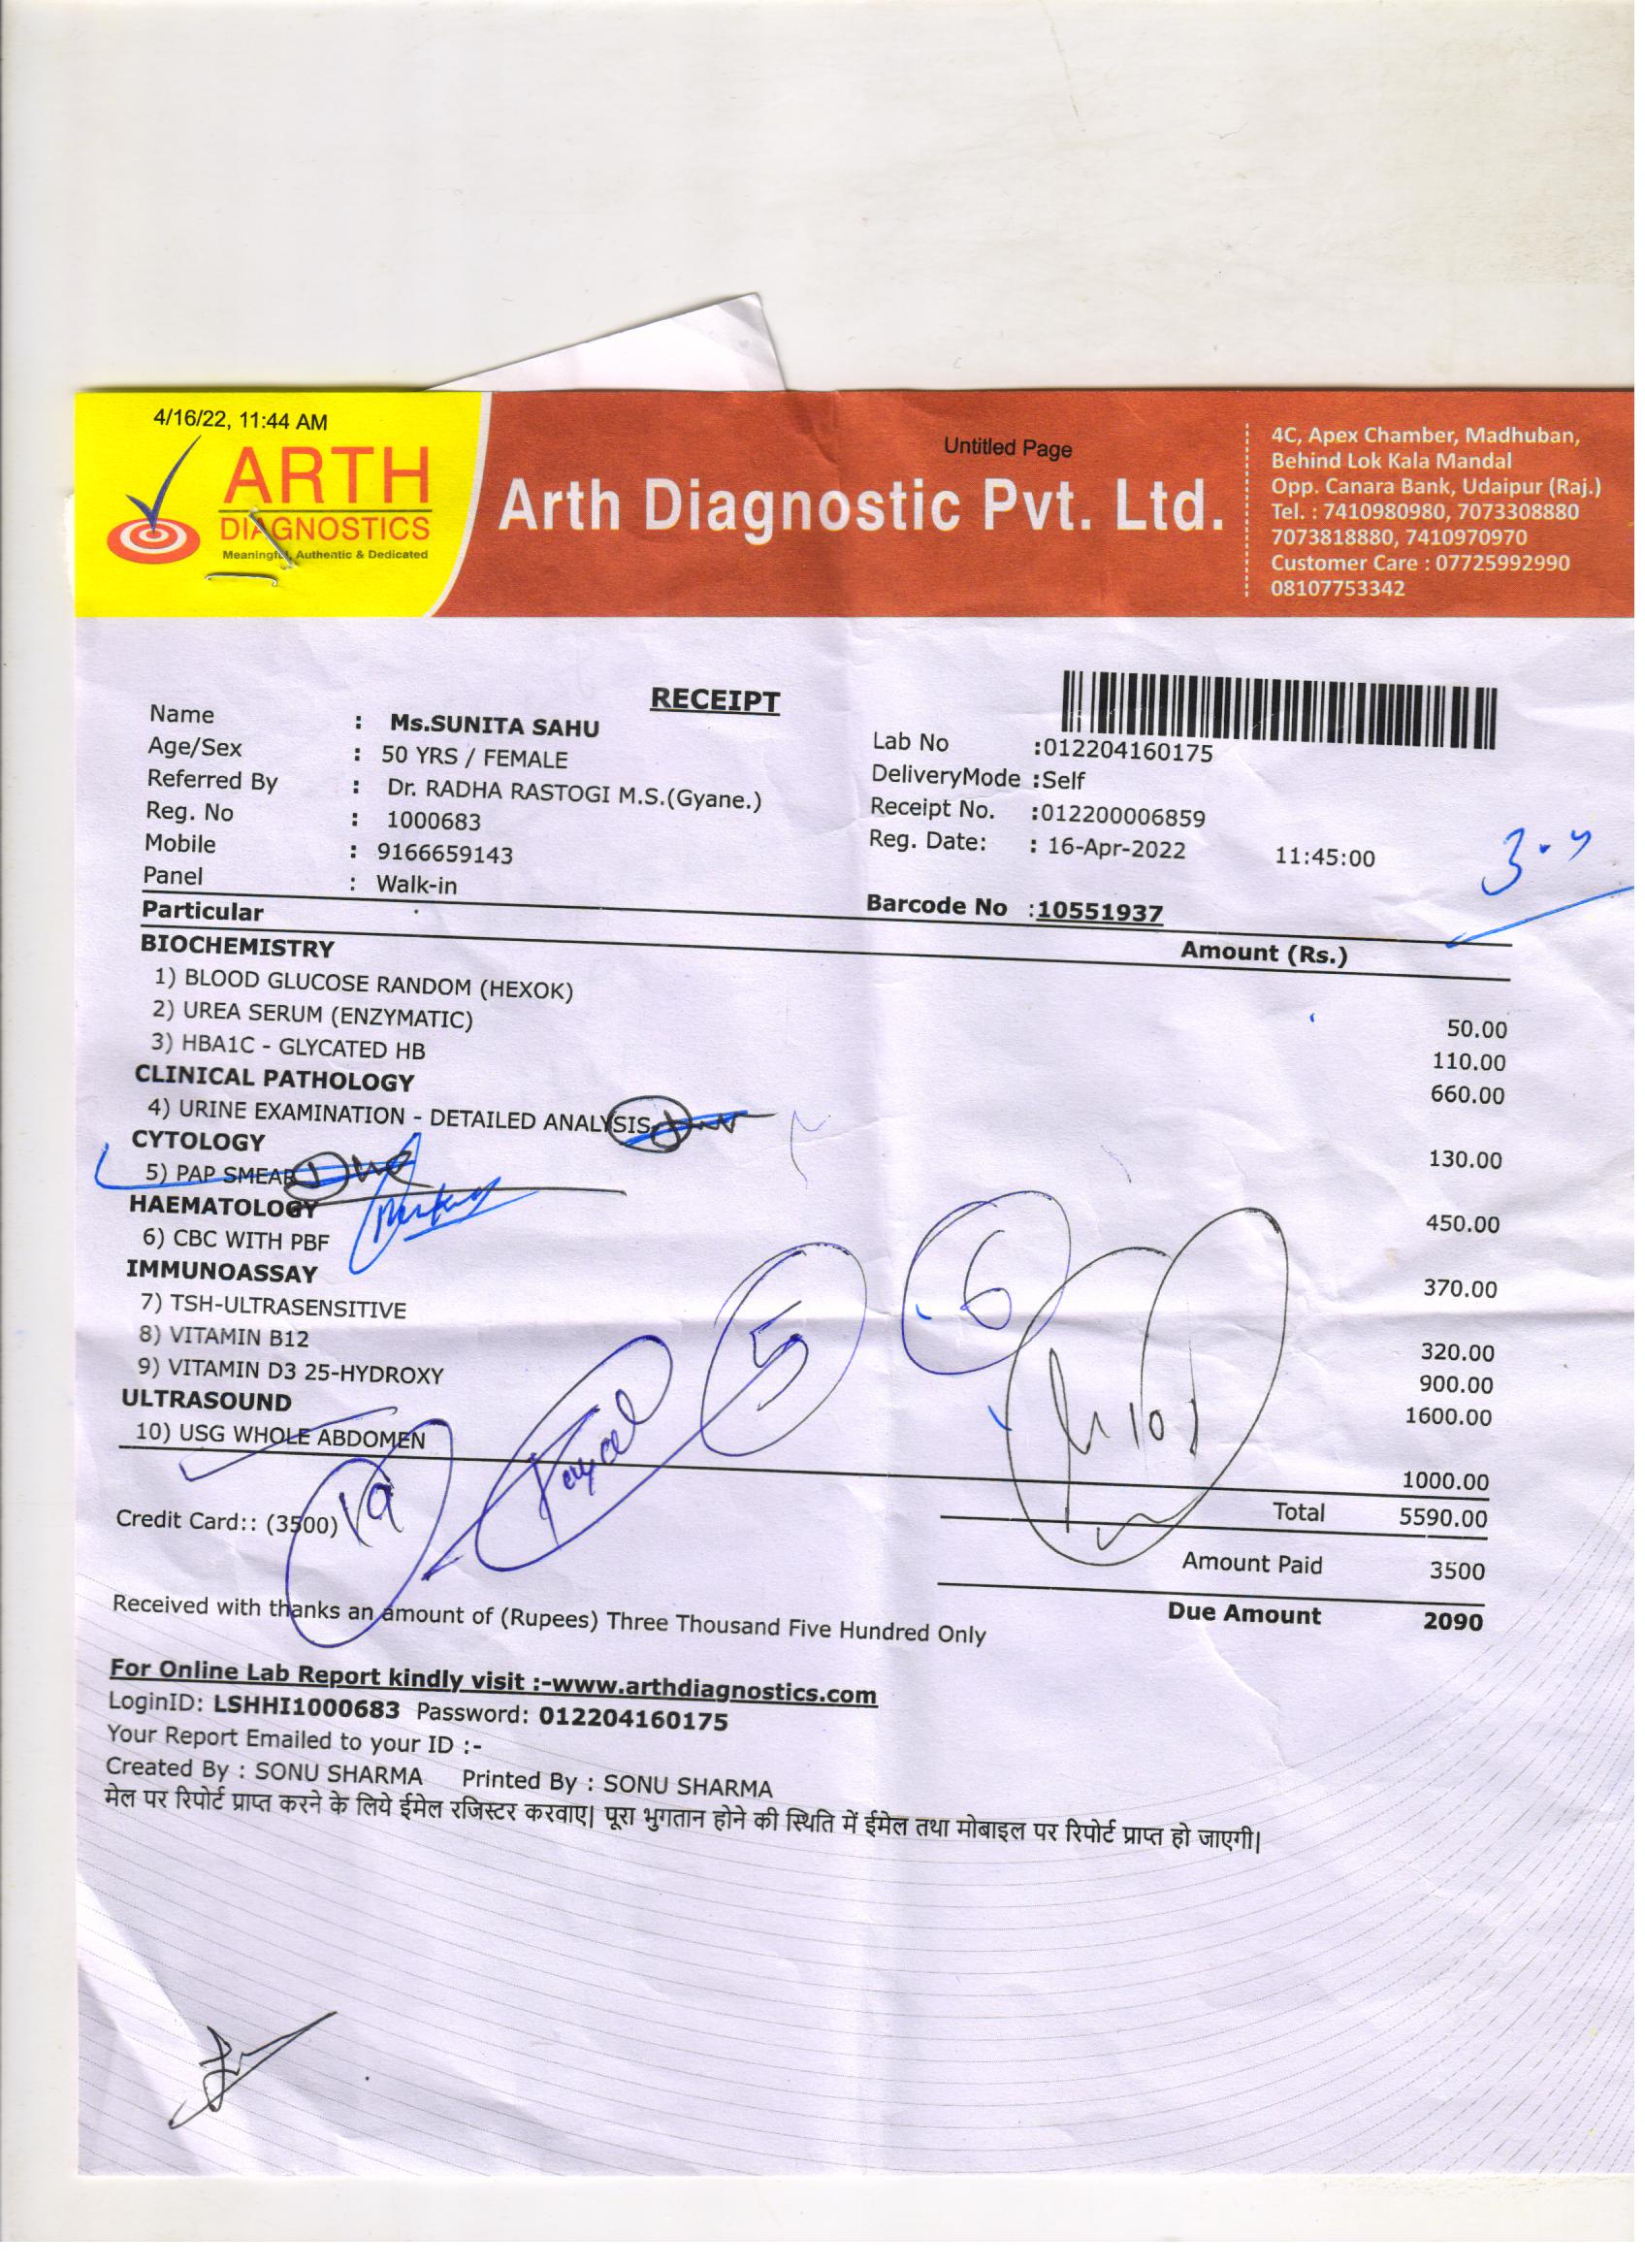 4/16/22, 11:44 AM
Untitled Page
ARTH
DIAGNOSTICS
Meaningful, Authentic & Dedicated
Arth Diagnostic Pvt. Ltd.
4C, Apex Chamber, Madhuban,
Behind Lok Kala Mandal
Opp. Canara Bank, Udaipur (Raj.)
Tel. : 7410980980, 7073308880
7073818880, 7410970970
Customer Care : 07725992990
08107753342
RECEIPT
Name : Ms.SUNITA SAHU
Age/Sex : 50 YRS / FEMALE
Referred By : Dr. RADHA RASTOGI M.S.(Gyane.)
Reg. No : 1000683
Mobile : 9166659143
Panel : Walk-in
Lab No :012204160175
DeliveryMode :Self
Receipt No. :012200006859
Reg. Date: : 16-Apr-2022 11:45:00
Barcode No :10551937
Particular Amount (Rs.)
BIOCHEMISTRY
1) BLOOD GLUCOSE RANDOM (HEXOK) 50.00
2) UREA SERUM (ENZYMATIC) 110.00
3) HBA1C - GLYCATED HB 660.00
CLINICAL PATHOLOGY
4) URINE EXAMINATION - DETAILED ANALYSIS 130.00
CYTOLOGY
5) PAP SMEAR Due 450.00
HAEMATOLOGY
6) CBC WITH PBF 370.00
IMMUNOASSAY
7) TSH-ULTRASENSITIVE 320.00
8) VITAMIN B12 900.00
9) VITAMIN D3 25-HYDROXY 1600.00
ULTRASOUND
10) USG WHOLE ABDOMEN 1000.00
5
6
19
Total 5590.00
Credit Card:: (3500)
Amount Paid 3500
Due Amount 2090
Received with thanks an amount of (Rupees) Three Thousand Five Hundred Only
For Online Lab Report kindly visit :-www.arthdiagnostics.com
LoginID: LSHHI1000683 Password: 012204160175
Your Report Emailed to your ID :-
Created By : SONU SHARMA Printed By : SONU SHARMA
मेल पर रिपोर्ट प्राप्त करने के लिये ईमेल रजिस्टर करवाए| पूरा भुगतान होने की स्थिति में ईमेल तथा मोबाइल पर रिपोर्ट प्राप्त हो जाएगी|